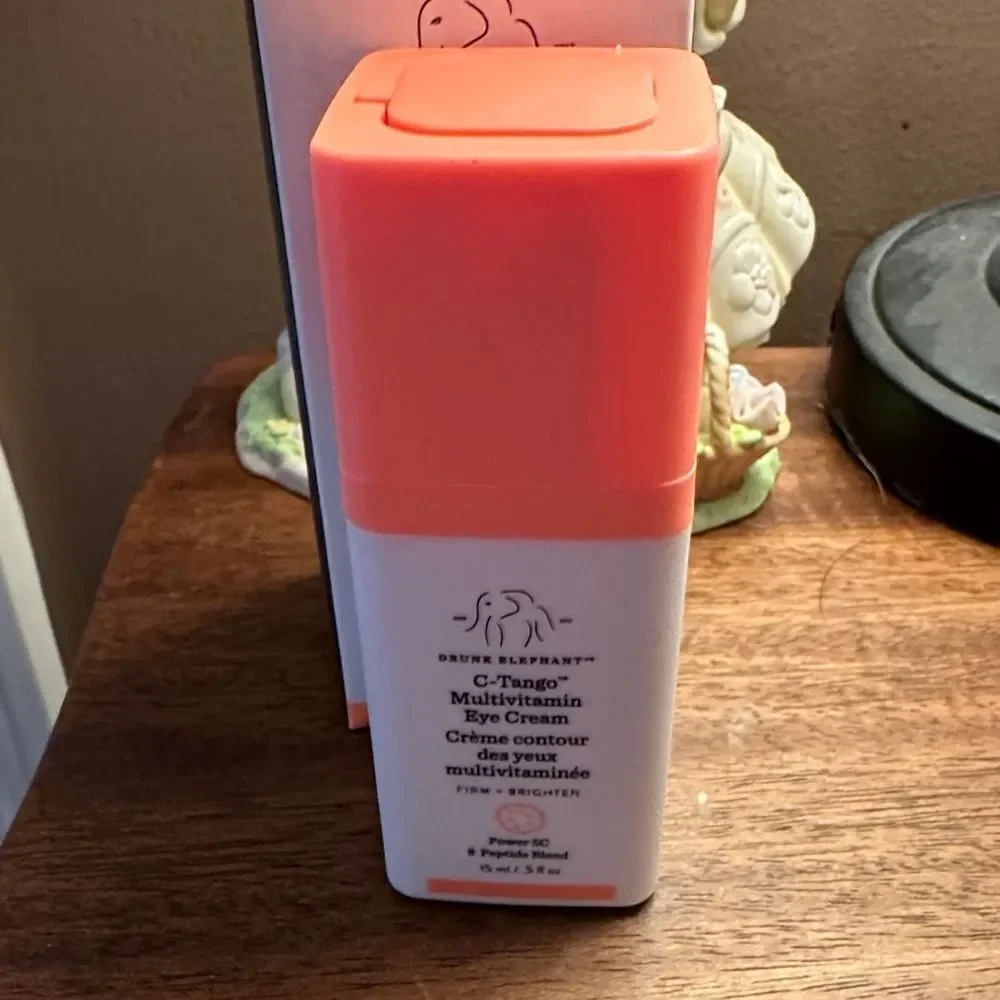 DRUNK ELEPHANT™
C-Tango™
Multivitamin
Eye Cream
Crème contour
des yeux
multivitaminée
FIRM + BRIGHTEN
Power 5C
8 Peptide Blend
15 ml / .5 fl oz